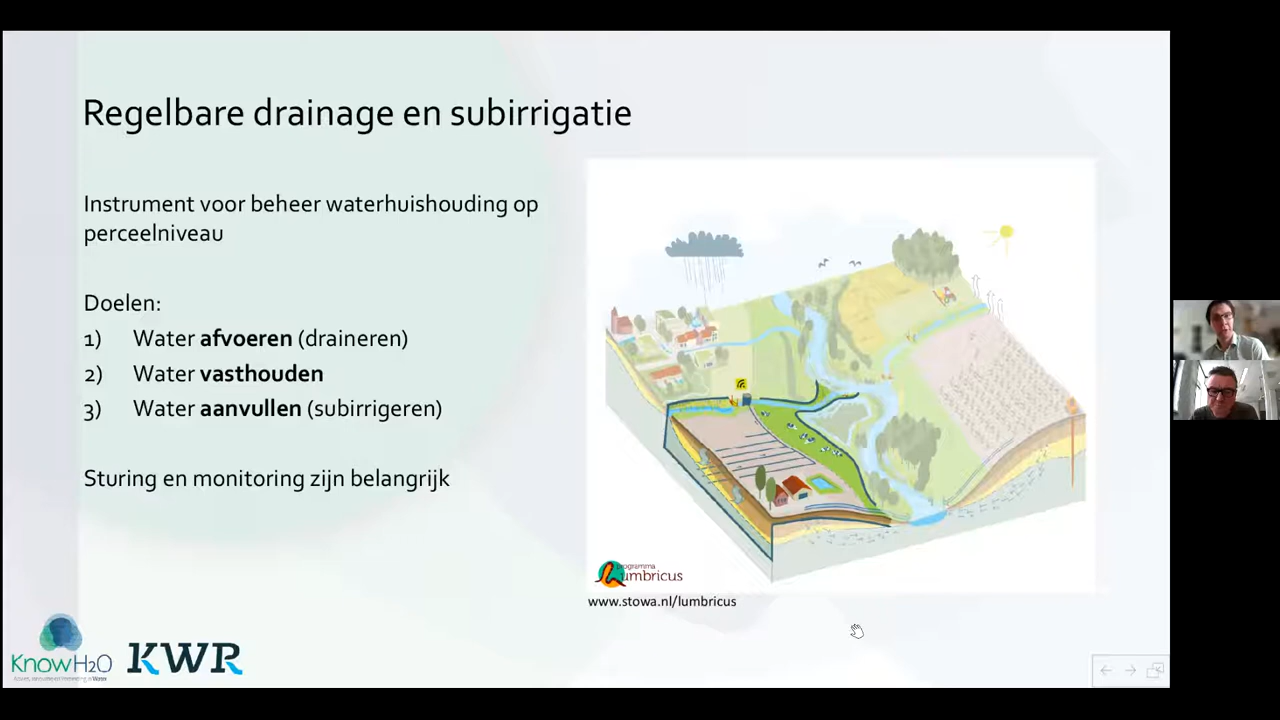 Regelbare drainage en subirrigatie
Instrument voor beheer waterhuishouding op
perceelniveau
Doelen:
1) Water afvoeren (draineren)
2) Water vasthouden
3) Water aanvullen (subirrigeren)
Sturing en monitoring zijn belangrijk
programma
Lumbricus
www.stowa.nl/lumbricus
KnowH2O
KWR